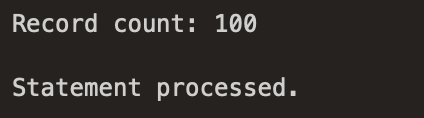 Record count: 100
Statement processed.